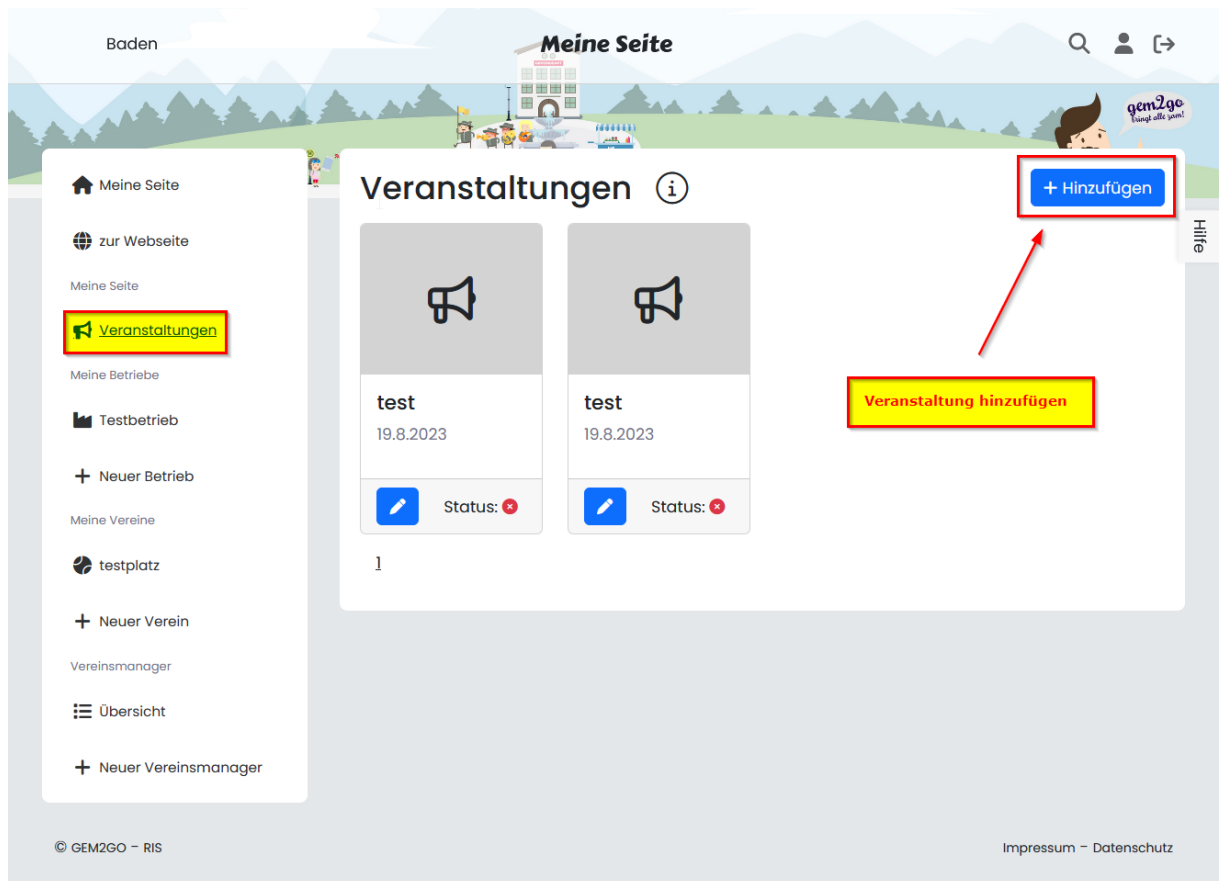 Baden
Meine Seite
gem2go
bringt alle zam!
Meine Seite
zur Webseite
Meine Seite
Veranstaltungen
Meine Betriebe
Testbetrieb
Neuer Betrieb
Meine Vereine
testplatz
Neuer Verein
Vereinsmanager
Übersicht
Neuer Vereinsmanager
Veranstaltungen
+ Hinzufügen
Hilfe
test
19.8.2023
Status:
test
19.8.2023
Status:
Veranstaltung hinzufügen
1
© GEM2GO - RIS
Impressum - Datenschutz